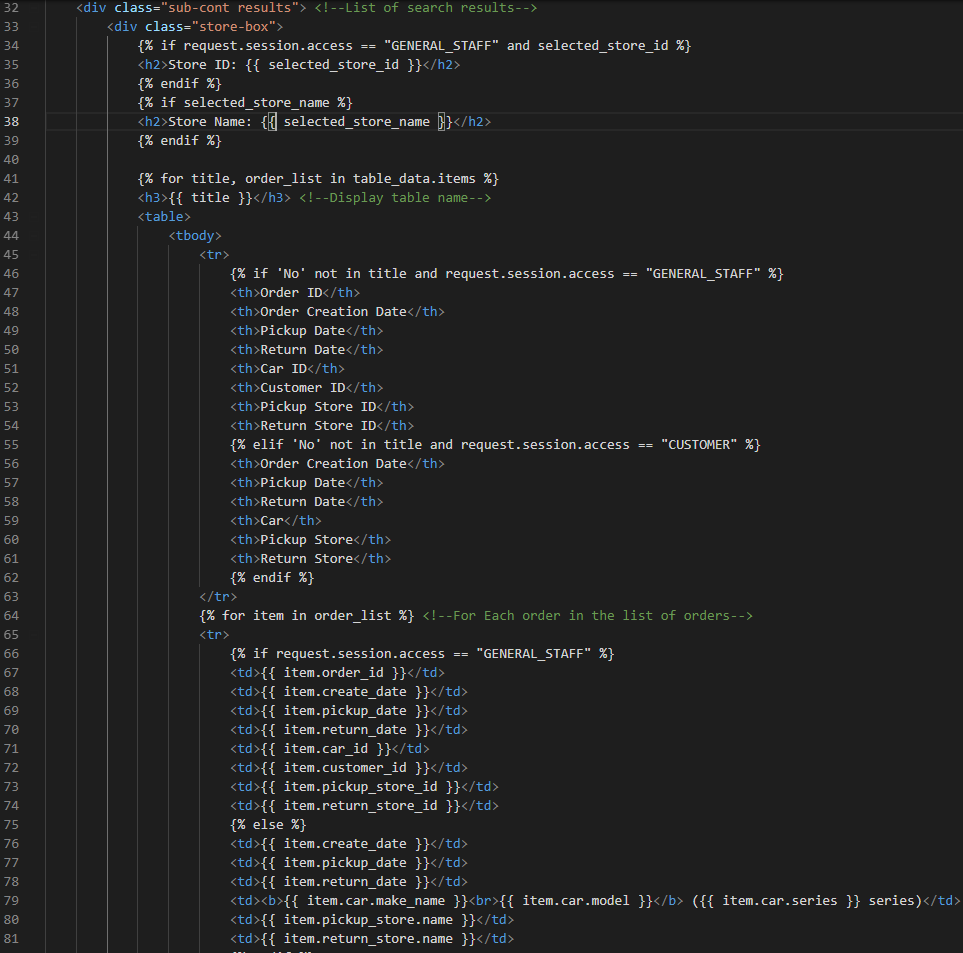 32 <div class="sub-cont results"> <!--List of search results-->
33 <div class="store-box">
34 {% if request.session.access == "GENERAL_STAFF" and selected_store_id %}
35 <h2>Store ID: {{ selected_store_id }}</h2>
36 {% endif %}
37 {% if selected_store_name %}
38 <h2>Store Name: {{ selected_store_name }}</h2>
39 {% endif %}
40
41 {% for title, order_list in table_data.items %}
42 <h3>{{ title }}</h3> <!--Display table name-->
43 <table>
44 <tbody>
45 <tr>
46 {% if 'No' not in title and request.session.access == "GENERAL_STAFF" %}
47 <th>Order ID</th>
48 <th>Order Creation Date</th>
49 <th>Pickup Date</th>
50 <th>Return Date</th>
51 <th>Car ID</th>
52 <th>Customer ID</th>
53 <th>Pickup Store ID</th>
54 <th>Return Store ID</th>
55 {% elif 'No' not in title and request.session.access == "CUSTOMER" %}
56 <th>Order Creation Date</th>
57 <th>Pickup Date</th>
58 <th>Return Date</th>
59 <th>Car</th>
60 <th>Pickup Store</th>
61 <th>Return Store</th>
62 {% endif %}
63 </tr>
64 {% for item in order_list %} <!--For Each order in the list of orders-->
65 <tr>
66 {% if request.session.access == "GENERAL_STAFF" %}
67 <td>{{ item.order_id }}</td>
68 <td>{{ item.create_date }}</td>
69 <td>{{ item.pickup_date }}</td>
70 <td>{{ item.return_date }}</td>
71 <td>{{ item.car_id }}</td>
72 <td>{{ item.customer_id }}</td>
73 <td>{{ item.pickup_store_id }}</td>
74 <td>{{ item.return_store_id }}</td>
75 {% else %}
76 <td>{{ item.create_date }}</td>
77 <td>{{ item.pickup_date }}</td>
78 <td>{{ item.return_date }}</td>
79 <td><b>{{ item.car.make_name }}<br>{{ item.car.model }}</b> ({{ item.car.series }} series)</td>
80 <td>{{ item.pickup_store.name }}</td>
81 <td>{{ item.return_store.name }}</td>